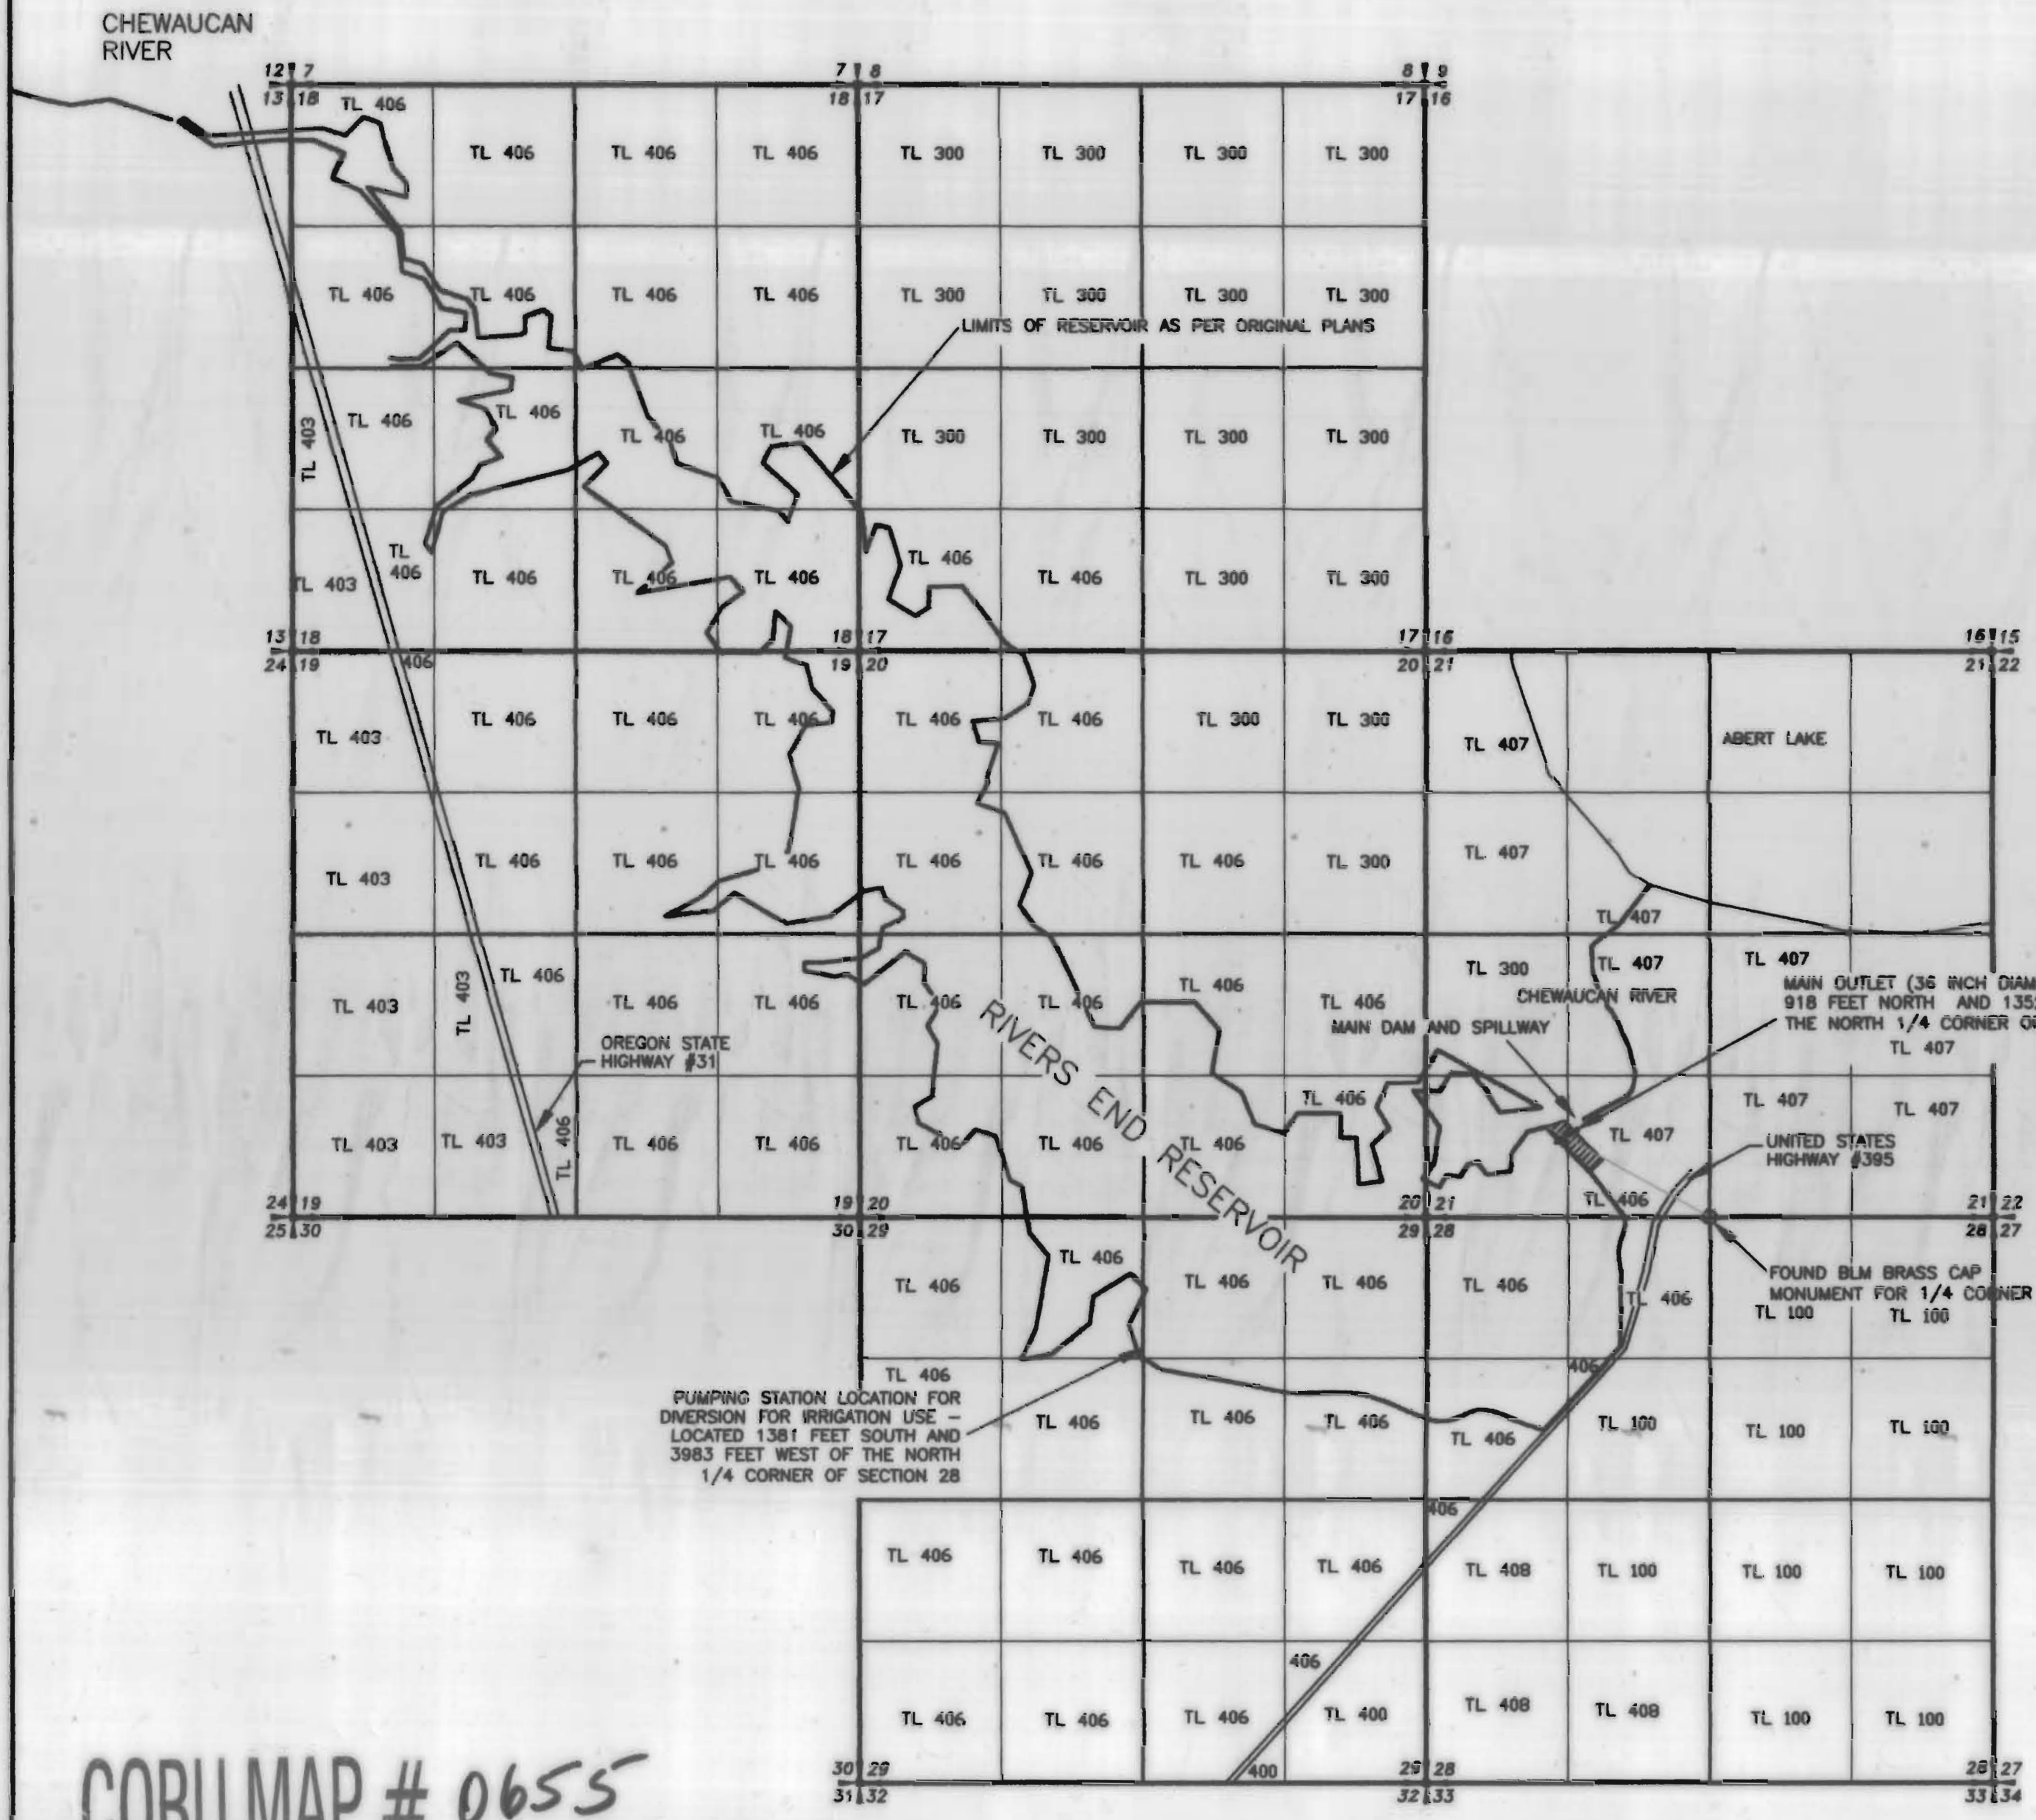 CHEWAUCAN
RIVER
12 7
7 8
8 9
13 18
TL 406
18 17
17 16
TL 406
TL 406
TL 406
TL 300
TL 300
TL 300
TL 300
TL 406
TL 406
TL 406
TL 406
TL 300
TL 300
TL 300
TL 300
LIMITS OF RESERVOIR AS PER ORIGINAL PLANS
TL 403
TL 406
TL 406
TL 406
TL 406
TL 300
TL 300
TL 300
TL 300
TL 403
TL
406
TL 406
TL 406
TL 406
TL 406
TL 406
TL 300
TL 300
13 18
18 17
17 16
16 15
24 19
406
19 20
20 21
21 22
TL 403
TL 406
TL 406
TL 406
TL 406
TL 406
TL 300
TL 300
TL 407
ABERT LAKE
TL 403
TL 406
TL 406
TL 406
TL 406
TL 406
TL 406
TL 300
TL 407
TL 407
TL 403
TL 403
TL 406
TL 406
TL 406
TL 406
TL 406
TL 406
TL 406
TL 300
TL 407
TL 407
CHEWAUCAN RIVER
MAIN DAM AND SPILLWAY
MAIN OUTLET (36 INCH
918 FEET NORTH AND
THE NORTH 1/4 CORNER
TL 407
OREGON STATE
HIGHWAY #31
RIVERS END RESERVOIR
TL 403
TL 403
TL 406
TL 406
TL 406
TL 406
TL 406
TL 406
TL 406
TL 407
TL 407
TL 407
UNITED STATES
HIGHWAY #395
TL 406
24 19
19 20
20 21
21 22
25 30
30 29
29 28
28 27
TL 406
TL 406
TL 406
TL 406
TL 406
TL 406
FOUND BLM BRASS CAP
MONUMENT FOR 1/4 CORNER
TL 100
TL 100
TL 406
406
PUMPING STATION LOCATION FOR
DIVERSION FOR IRRIGATION USE –
LOCATED 1381 FEET SOUTH AND
3983 FEET WEST OF THE NORTH
1/4 CORNER OF SECTION 28
TL 406
TL 406
TL 406
TL 406
TL 100
TL 100
TL 100
406
TL 406
TL 406
TL 406
TL 406
TL 408
TL 100
TL 100
TL 100
406
TL 406
TL 406
TL 406
TL 400
TL 408
TL 408
TL 100
TL 100
30 29
400
29 28
28 27
31 32
32 33
33 34
MAP # 0655